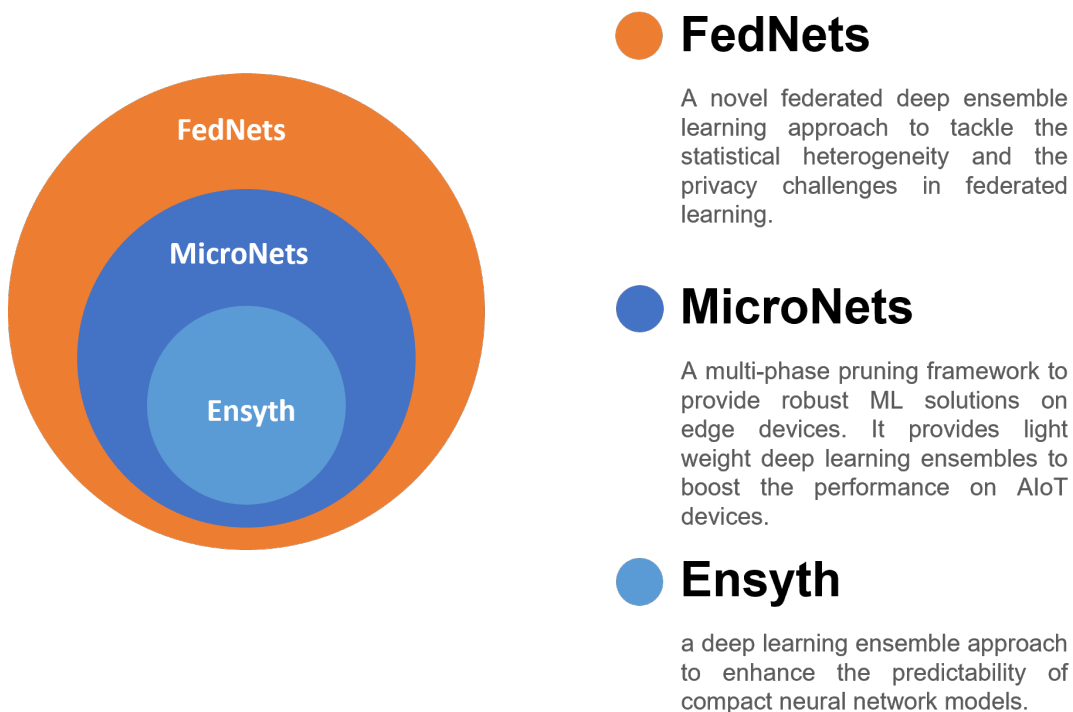 FedNets
MicroNets
Ensyth
FedNets
A novel federated deep ensemble
learning approach to tackle the
statistical heterogeneity and the
privacy challenges in federated
learning.
MicroNets
A multi-phase pruning framework to
provide robust ML solutions on
edge devices. It provides light
weight deep learning ensembles to
boost the performance on AIoT
devices.
Ensyth
a deep learning ensemble approach
to enhance the predictability of
compact neural network models.